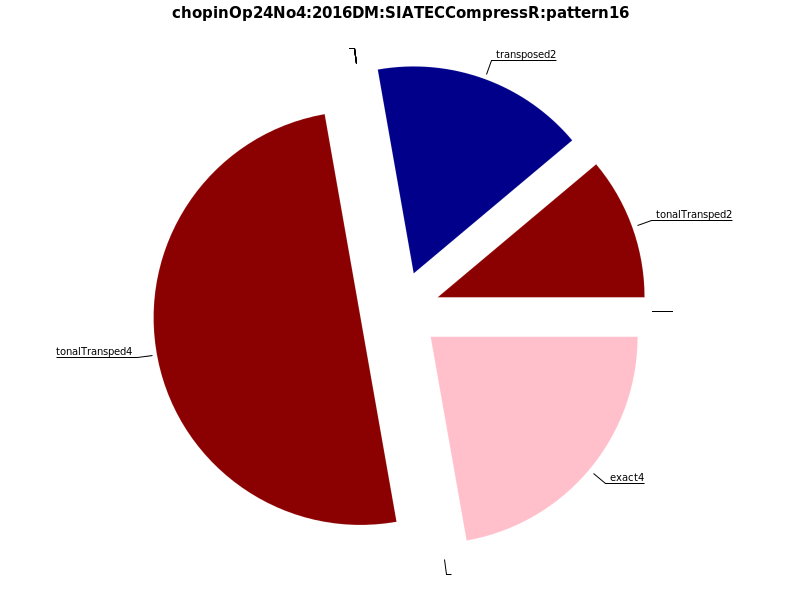 chopinOp24No4:2016DM:SIATECCompressR:pattern16
transposed2
tonalTransped2
tonalTransped4
exact4